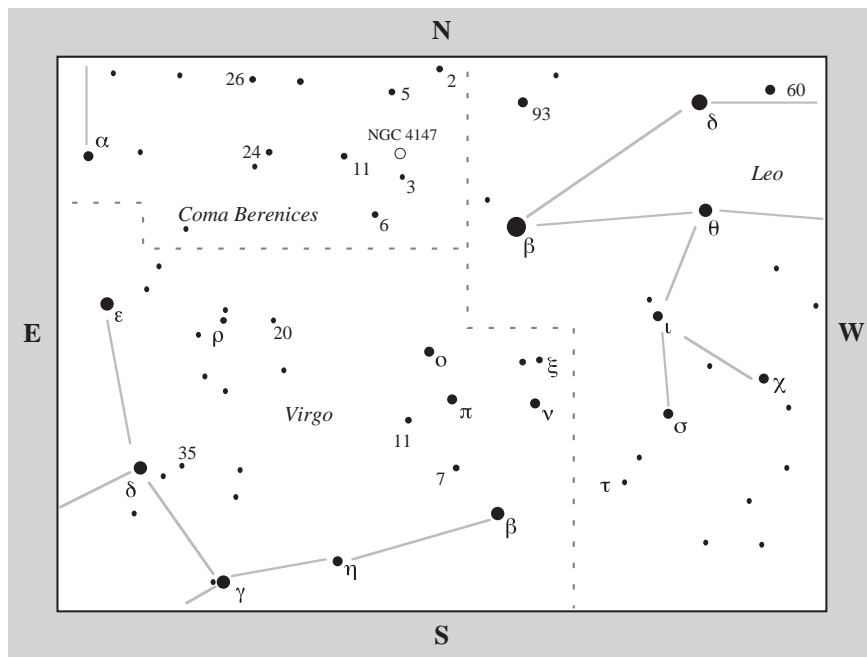 N
2
26
5
93
60
δ
α
NGC 4147
24
11
3
Leo
Coma Berenices
6
β
θ
ε
E
ρ
20
ι
W
ο
ξ
χ
Virgo
π
ν
11
σ
35
7
τ
δ
β
η
γ
S